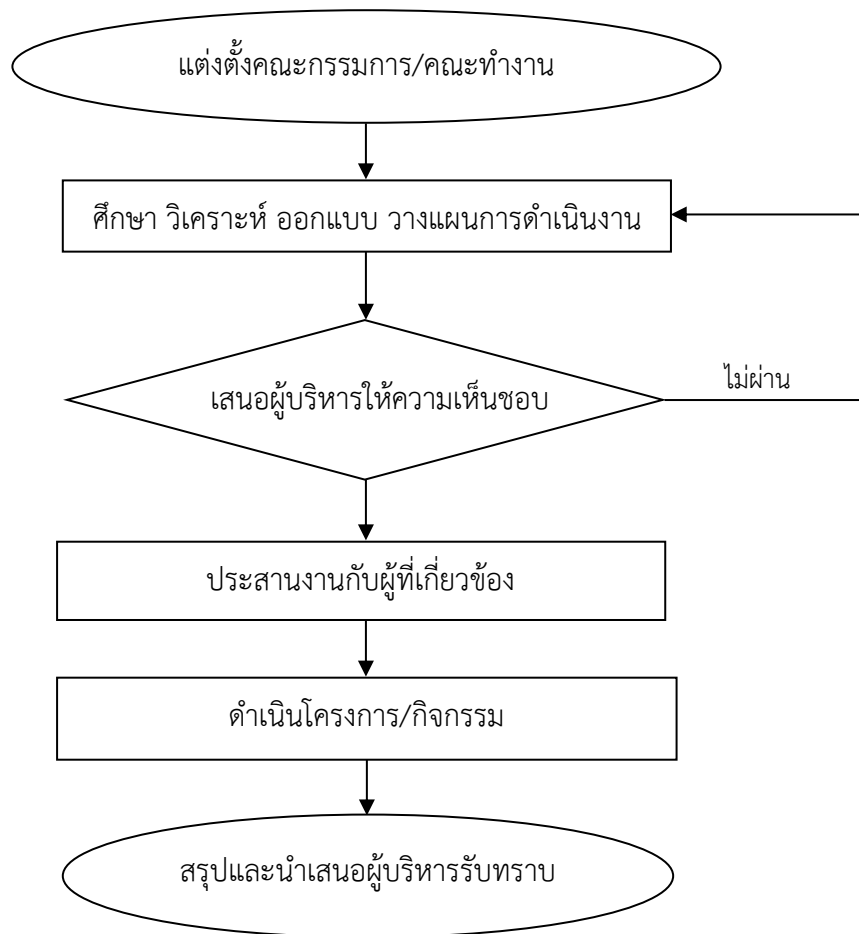 แต่งตั้งคณะกรรมการ/คณะทำงาน
ศึกษา วิเคราะห์ ออกแบบ วางแผนการดำเนินงาน
เสนอผู้บริหารให้ความเห็นชอบ
ไม่ผ่าน
ประสานงานกับผู้ที่เกี่ยวข้อง
ดำเนินโครงการ/กิจกรรม
สรุปและนำเสนอผู้บริหารรับทราบ